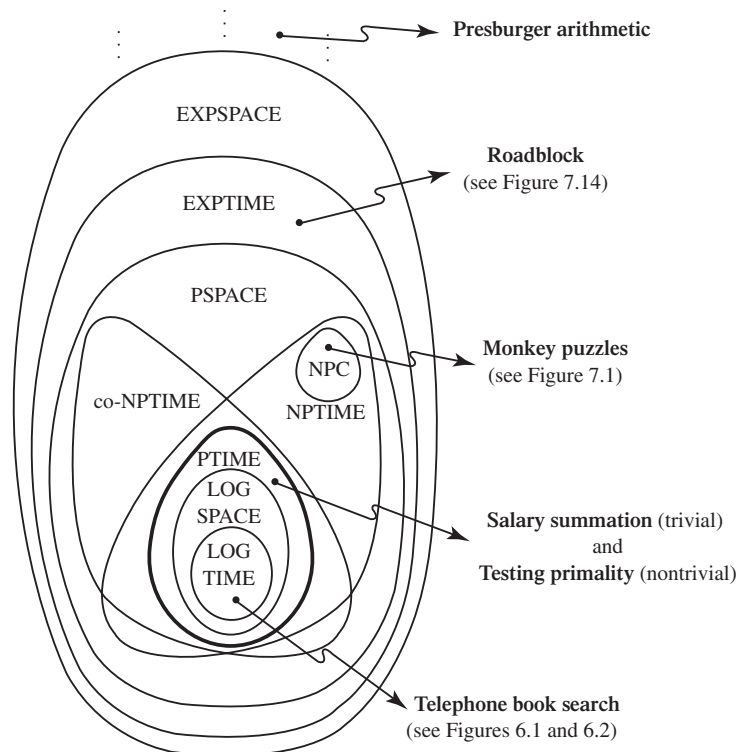 Presburger arithmetic
EXPSPACE
Roadblock
(see Figure 7.14)
EXPTIME
PSPACE
Monkey puzzles
(see Figure 7.1)
NPC
co-NPTIME
NPTIME
PTIME
LOG
SPACE
LOG
TIME
Salary summation (trivial)
and
Testing primality (nontrivial)
Telephone book search
(see Figures 6.1 and 6.2)